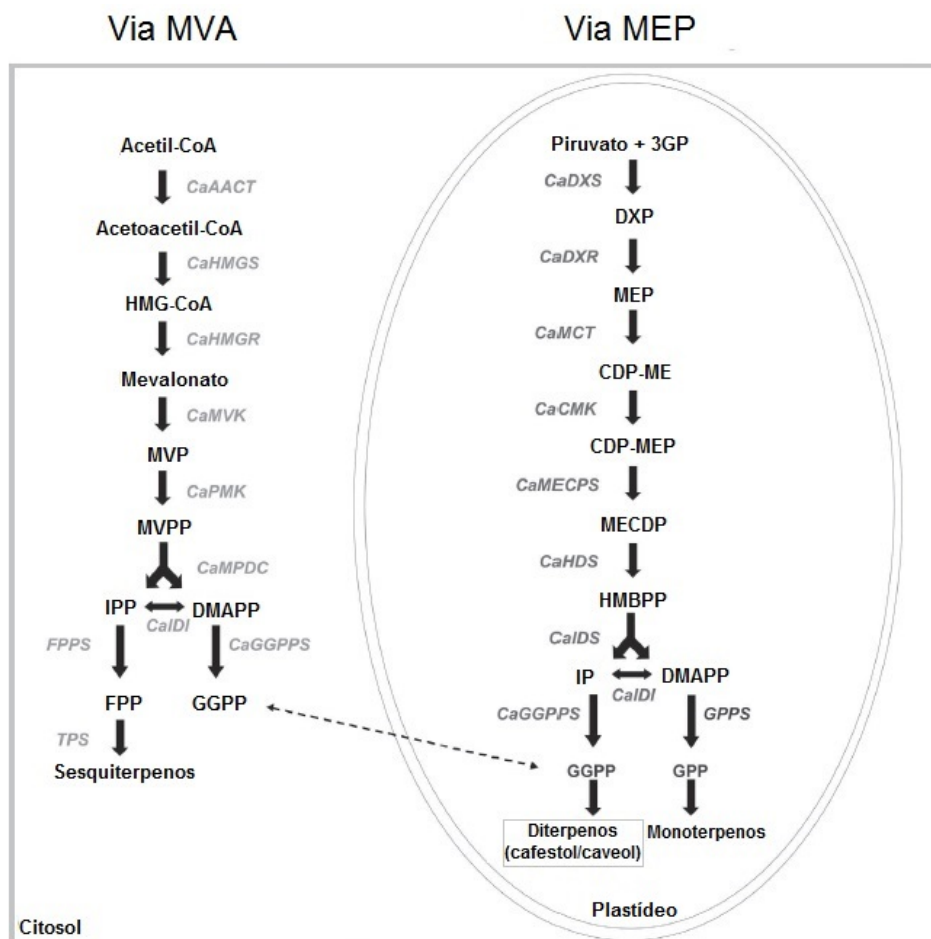 Via MVA
Via MEP
Acetil-CoA
CaAACT
Acetoacetil-CoA
CaHMGS
HMG-CoA
CaHMGR
Mevalonato
CaMVK
MVP
CaPMK
MVPP
CaMPDC
IPP
DMAPP
CaIDI
FPPS
CaGGPPS
FPP
GGPP
TPS
Sesquiterpenos
Citosol
Piruvato + 3GP
CaDXS
DXP
CaDXR
MEP
CaMCT
CDP-ME
CaCMK
CDP-MEP
CaMECPS
MECDP
CaHDS
HMBPP
CaIDS
IP
DMAPP
CaIDI
CaGGPPS
GPPS
GGPP
GPP
Diterpenos
(cafestol/caveol)
Monoterpenos
Plastídeo